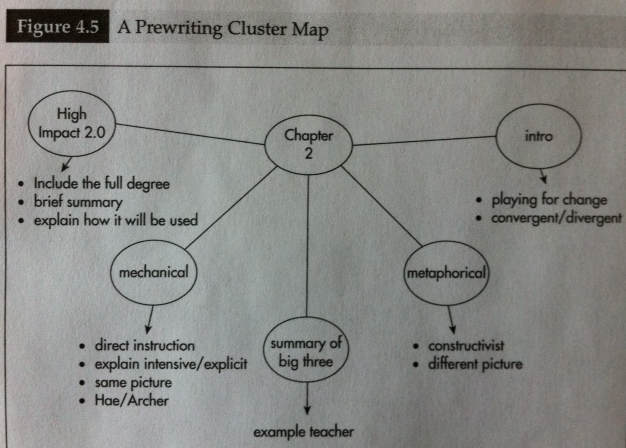 Figure 4.5 A Prewriting Cluster Map
High
Impact 2.0
• Include the full degree
• brief summary
• explain how it will be used
Chapter
2
intro
• playing for change
• convergent/divergent
mechanical
• direct instruction
• explain intensive/explicit
• same picture
• Hae/Archer
summary of
big three
example teacher
metaphorical
• constructivist
• different picture